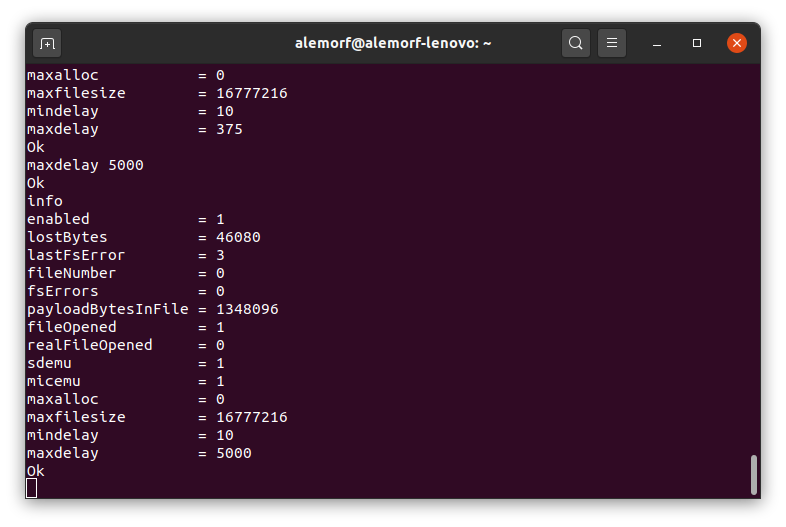 alemorf@alemorf-lenovo: ~
maxalloc           = 0
maxfilesize        = 16777216
mindelay           = 10
maxdelay           = 375
Ok
maxdelay 5000
Ok
info
enabled            = 1
lostBytes          = 46080
lastFsError        = 3
fileNumber         = 0
fsErrors           = 0
payloadBytesInFile = 1348096
fileOpened         = 1
realFileOpened     = 0
sdemu              = 1
micemu             = 1
maxalloc           = 0
maxfilesize        = 16777216
mindelay           = 10
maxdelay           = 5000
Ok